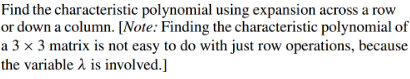 Find the characteristic polynomial using expansion across a row
or down a column. [Note: Finding the characteristic polynomial of
a 3 × 3 matrix is not easy to do with just row operations, because
the variable λ is involved.]